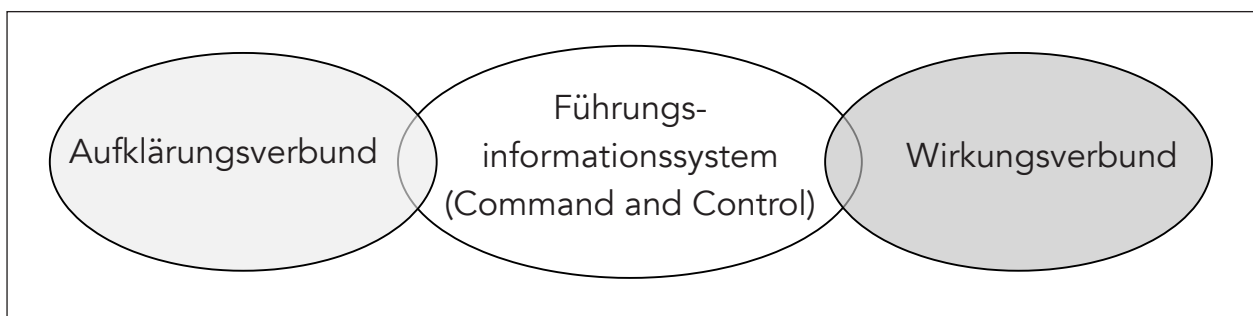 Aufklärungsverbund
Führungs-
informationssystem
(Command and Control)
Wirkungsverbund